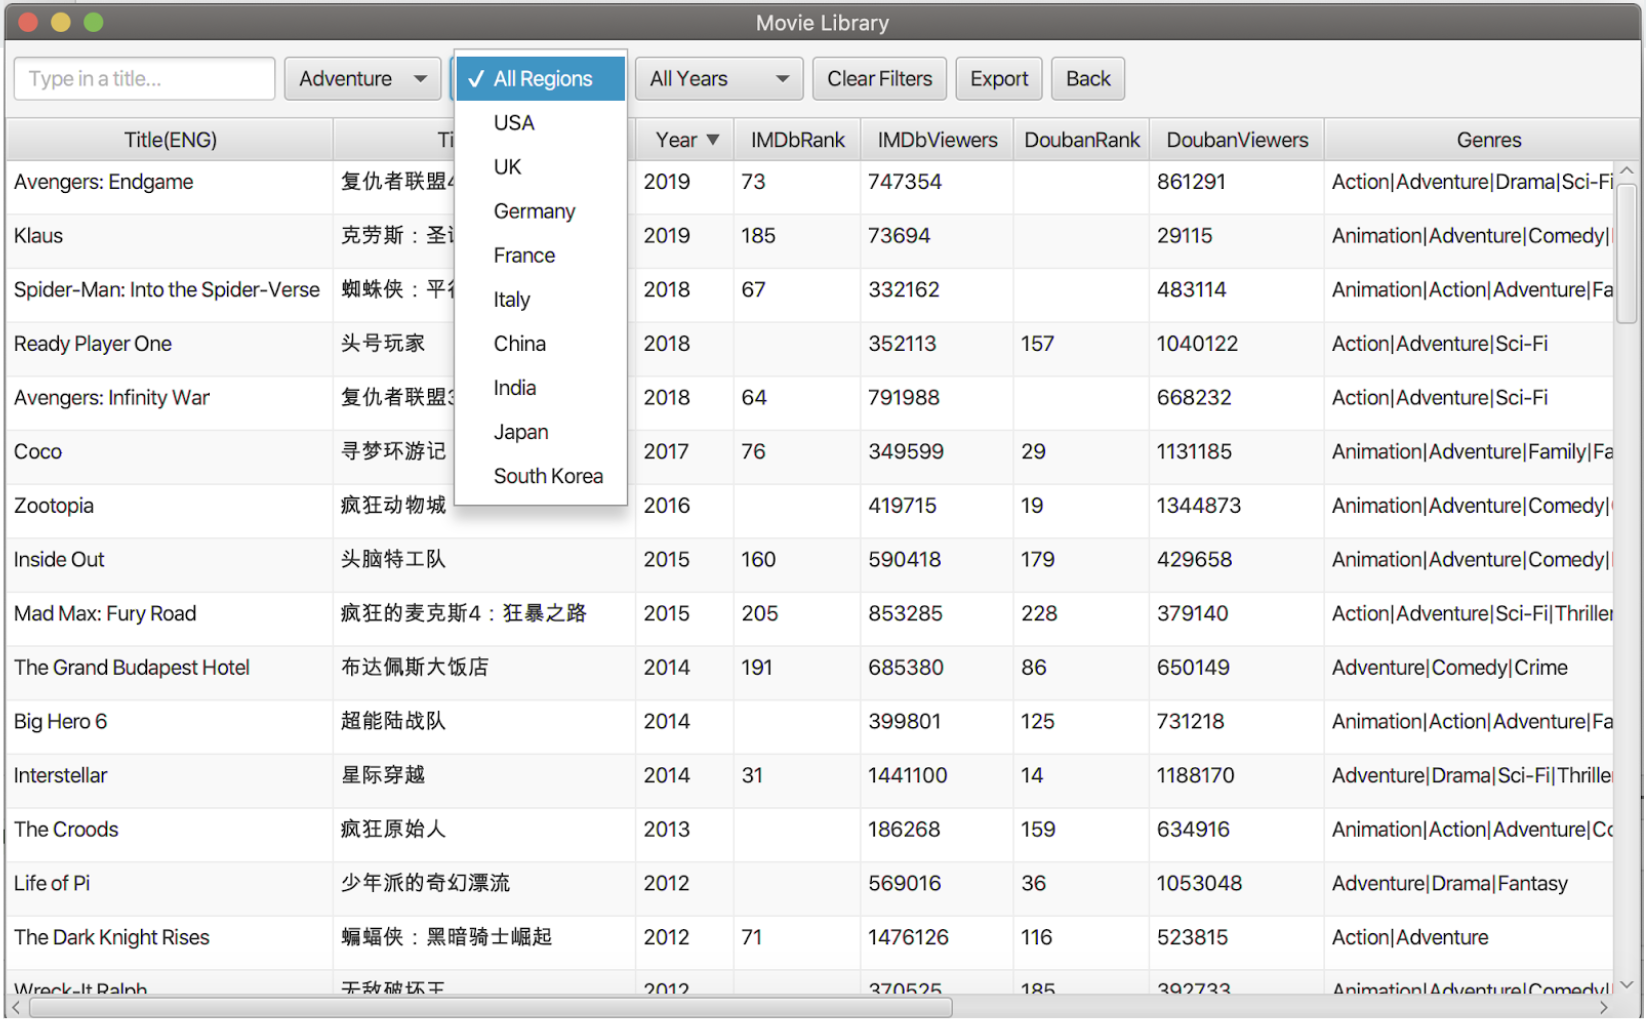 Movie Library
Type in a title... Adventure ✓ All Regions All Years Clear Filters Export Back
USA
UK
Germany
France
Italy
China
India
Japan
South Korea
Title(ENG) Ti Year ▼ IMDbRank IMDbViewers DoubanRank DoubanViewers Genres
Avengers: Endgame 复仇者联盟4 2019 73 747354 861291 Action|Adventure|Drama|Sci-Fi
Klaus 克劳斯：圣 2019 185 73694 29115 Animation|Adventure|Comedy|
Spider-Man: Into the Spider-Verse 蜘蛛侠：平 2018 67 332162 483114 Animation|Action|Adventure|Fa
Ready Player One 头号玩家 2018 352113 157 1040122 Action|Adventure|Sci-Fi
Avengers: Infinity War 复仇者联盟3 2018 64 791988 668232 Action|Adventure|Sci-Fi
Coco 寻梦环游记 2017 76 349599 29 1131185 Animation|Adventure|Family|Fa
Zootopia 疯狂动物城 2016 419715 19 1344873 Animation|Adventure|Comedy|
Inside Out 头脑特工队 2015 160 590418 179 429658 Animation|Adventure|Comedy|
Mad Max: Fury Road 疯狂的麦克斯4：狂暴之路 2015 205 853285 228 379140 Action|Adventure|Sci-Fi|Thriller
The Grand Budapest Hotel 布达佩斯大饭店 2014 191 685380 86 650149 Adventure|Comedy|Crime
Big Hero 6 超能陆战队 2014 399801 125 731218 Animation|Action|Adventure|Fa
Interstellar 星际穿越 2014 31 1441100 14 1188170 Adventure|Drama|Sci-Fi|Thriller
The Croods 疯狂原始人 2013 186268 159 634916 Animation|Action|Adventure|Co
Life of Pi 少年派的奇幻漂流 2012 569016 36 1053048 Adventure|Drama|Fantasy
The Dark Knight Rises 蝙蝠侠：黑暗骑士崛起 2012 71 1476126 116 523815 Action|Adventure
Wreck-It Ralph 无敌破坏王 2012 370525 185 392733 Animation|Adventure|Comedy|